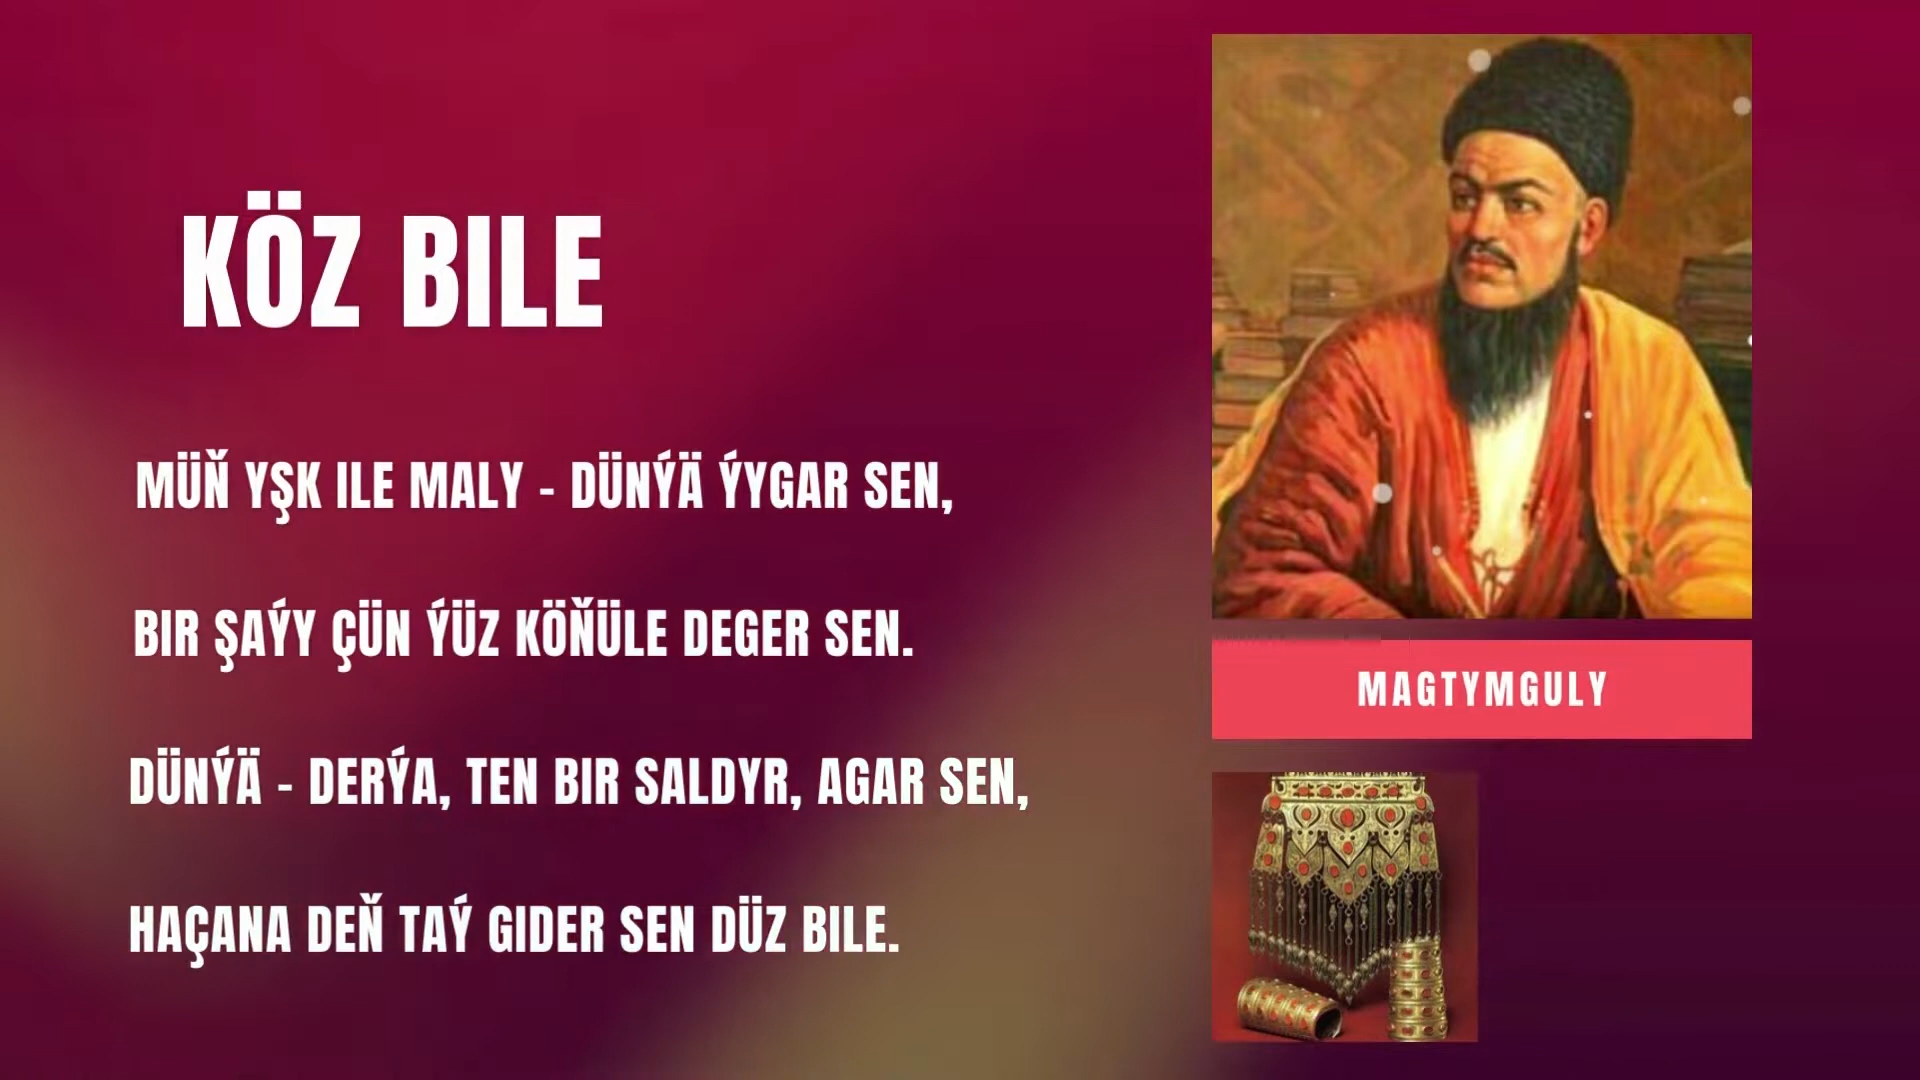 KÖZ BILE
MÜŇ YŞK ILE MALY - DÜNÝÄ ÝYGAR SEN,
BIR ŞAÝY ÇÜN ÝÜZ KÖŇÜLE DEGER SEN.
DÜNÝÄ - DERÝA, TEN BIR SALDYR, AGAR SEN,
HAÇANA DEŇ TAÝ GIDER SEN DÜZ BILE.
MAGTYMGULY